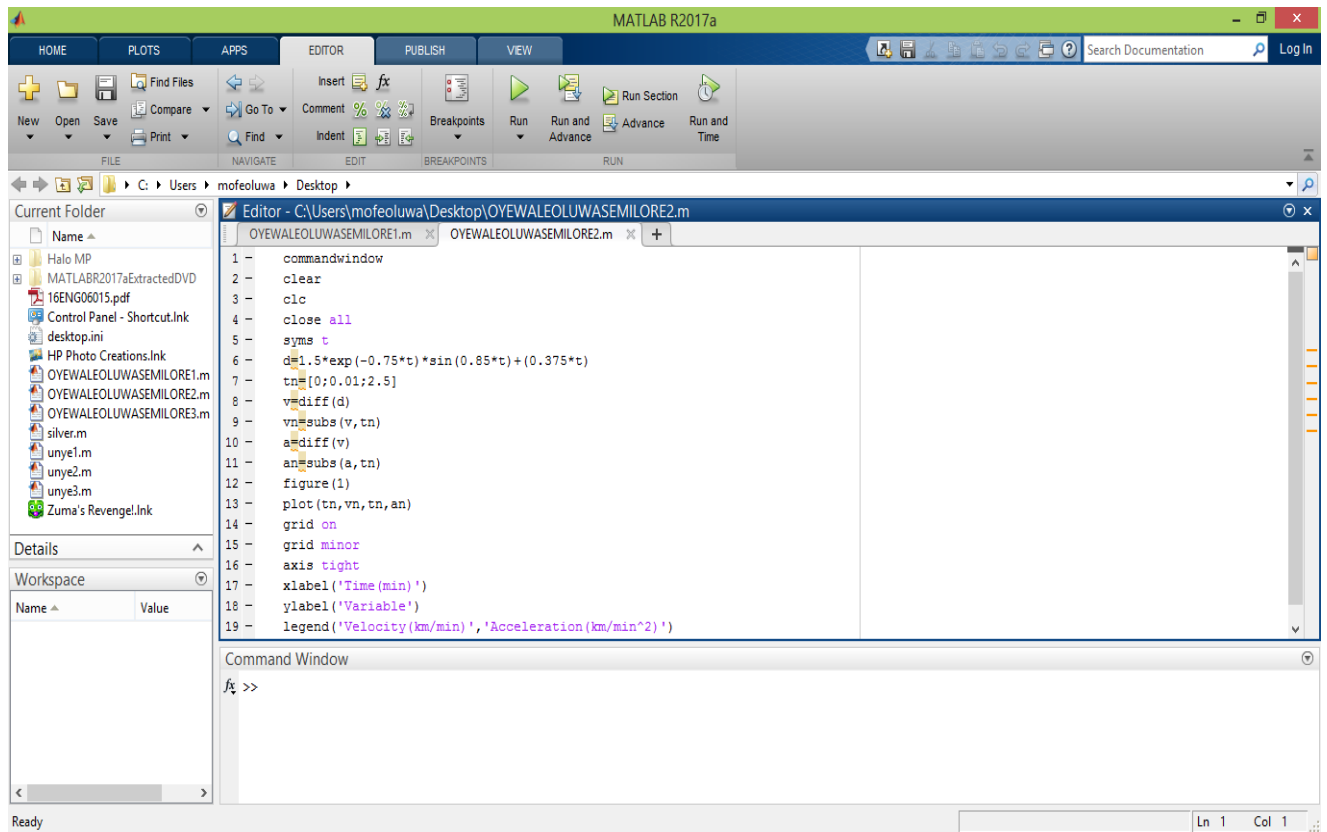 MATLAB R2017a
HOME PLOTS APPS EDITOR PUBLISH VIEW Search Documentation Log In
New Open Save Find Files Compare Print
Go To Find
Insert fx
Comment
Indent
Breakpoints
Run Run and Advance Run Section Advance Run and Time
FILE NAVIGATE EDIT BREAKPOINTS RUN
C: Users mofeoluwa Desktop
Current Folder
Name
Halo MP
MATLABR2017aExtractedDVD
16ENG06015.pdf
Control Panel - Shortcut.lnk
desktop.ini
HP Photo Creations.lnk
OYEWALEOLUWASEMILORE1.m
OYEWALEOLUWASEMILORE2.m
OYEWALEOLUWASEMILORE3.m
silver.m
unye1.m
unye2.m
unye3.m
Zuma's Revenge!.lnk
Details
Workspace
Name Value
Editor - C:\Users\mofeoluwa\Desktop\OYEWALEOLUWASEMILORE2.m
OYEWALEOLUWASEMILORE1.m OYEWALEOLUWASEMILORE2.m +
1 - commandwindow
2 - clear
3 - clc
4 - close all
5 - syms t
6 - d=1.5*exp(-0.75*t)*sin(0.85*t)+(0.375*t)
7 - tn=[0;0.01;2.5]
8 - v=diff(d)
9 - vn=subs(v,tn)
10 - a=diff(v)
11 - an=subs(a,tn)
12 - figure(1)
13 - plot(tn,vn,tn,an)
14 - grid on
15 - grid minor
16 - axis tight
17 - xlabel('Time(min)')
18 - ylabel('Variable')
19 - legend('Velocity(km/min)','Acceleration(km/min^2)')
Command Window
fx >>
Ready Ln 1 Col 1